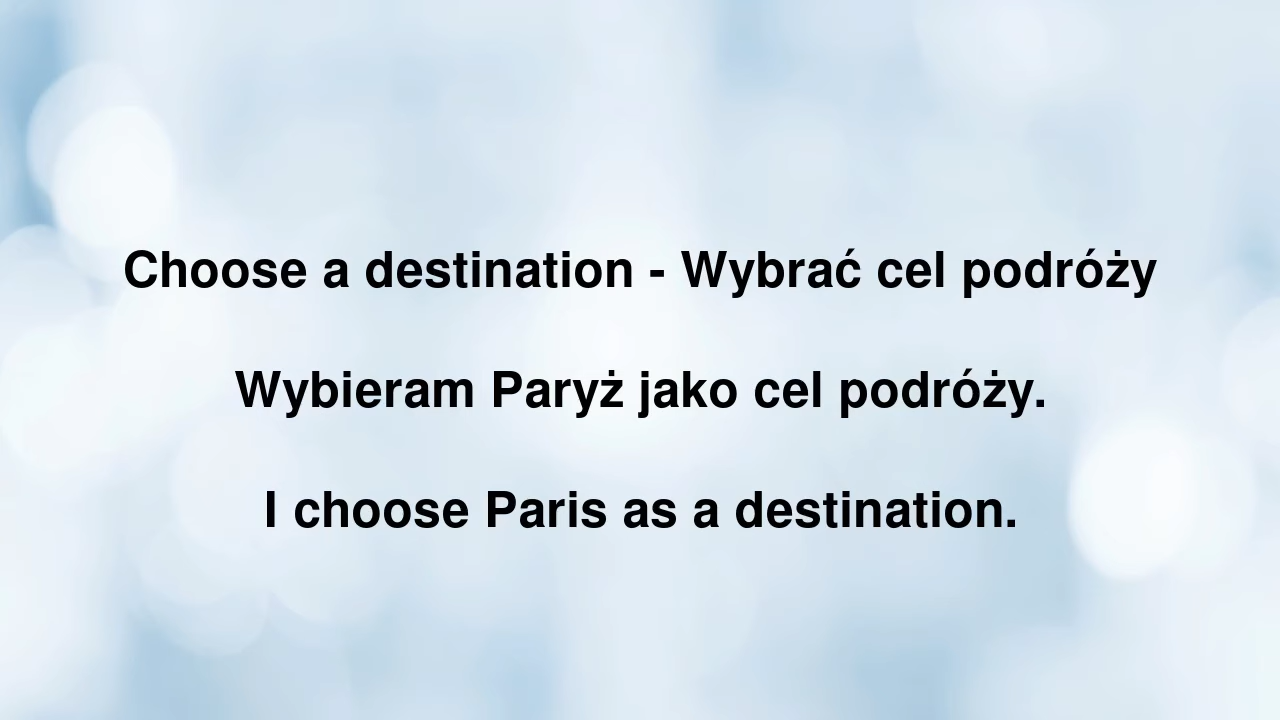 Choose a destination - Wybrać cel podróży
Wybieram Paryż jako cel podróży.
I choose Paris as a destination.